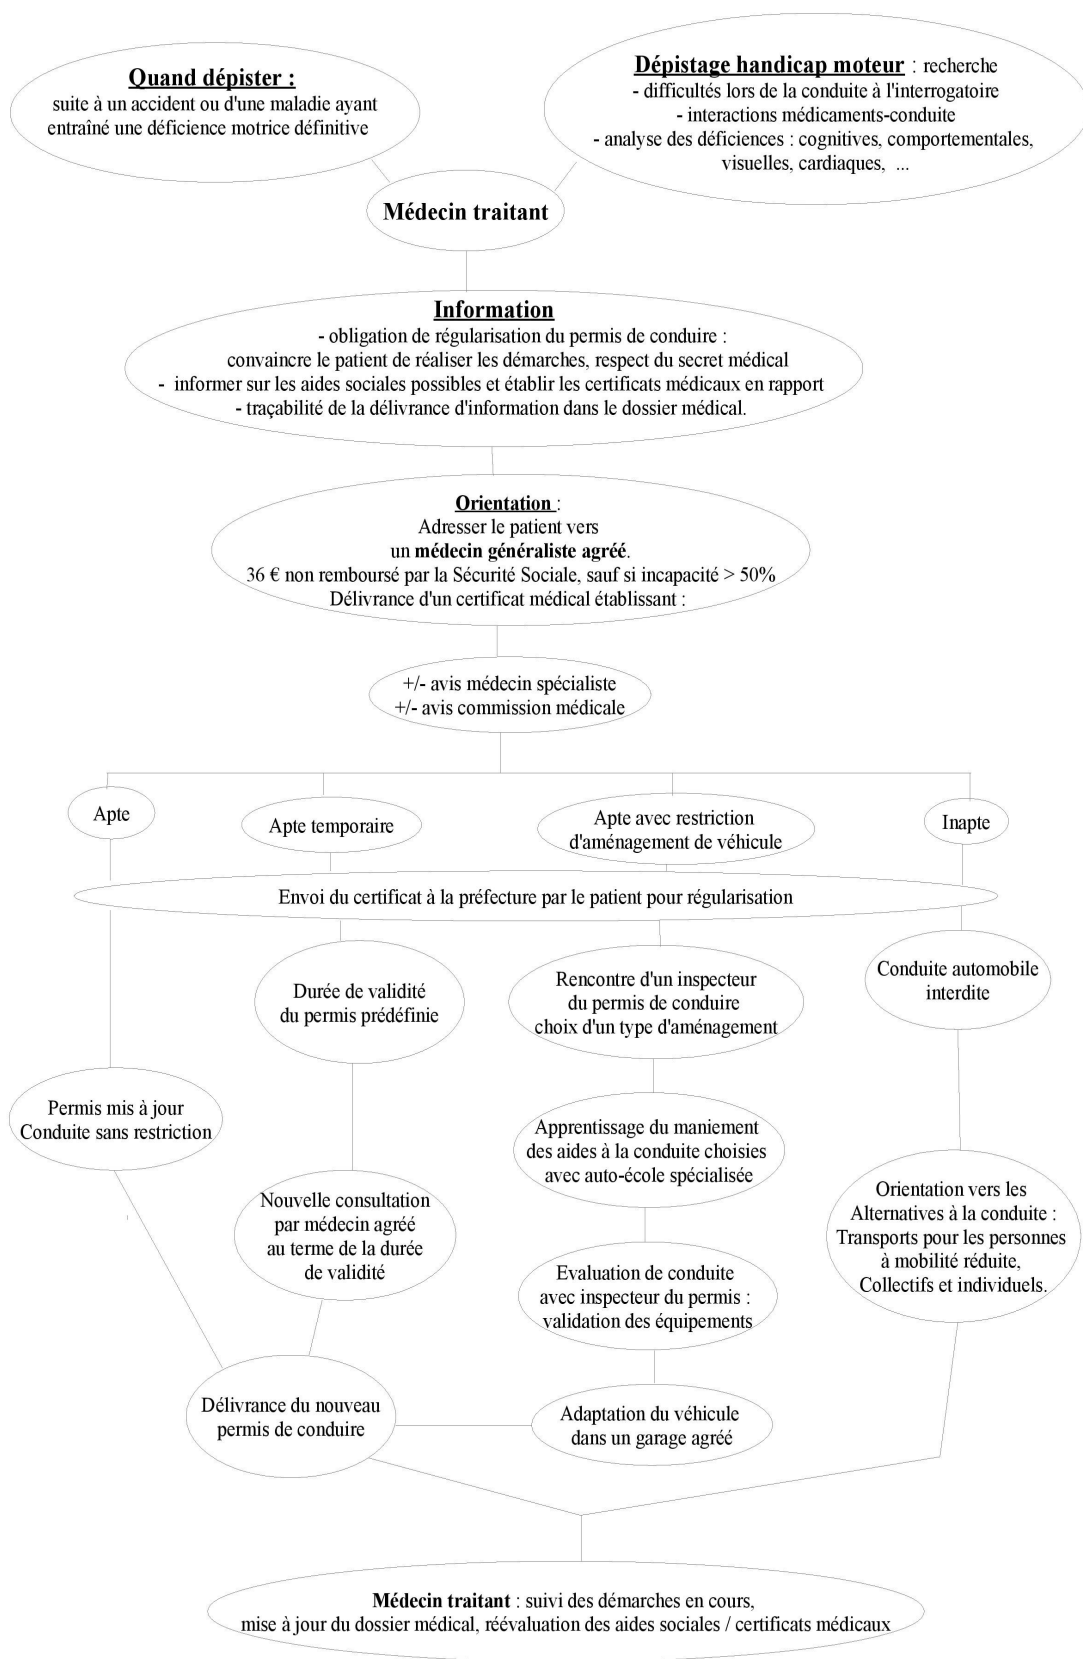 Quand dépister :
suite à un accident ou d'une maladie ayant
entraîné une déficience motrice définitive
Dépistage handicap moteur : recherche
- difficultés lors de la conduite à l'interrogatoire
- interactions médicaments-conduite
- analyse des déficiences : cognitives, comportementales,
visuelles, cardiaques, ...
Médecin traitant
Information
- obligation de régularisation du permis de conduire :
convaincre le patient de réaliser les démarches, respect du secret médical
- informer sur les aides sociales possibles et établir les certificats médicaux en rapport
- traçabilité de la délivrance d'information dans le dossier médical.
Orientation :
Adresser le patient vers
un médecin généraliste agréé.
36 € non remboursé par la Sécurité Sociale, sauf si incapacité > 50%
Délivrance d'un certificat médical établissant :
+/- avis médecin spécialiste
+/- avis commission médicale
Apte
Apte temporaire
Apte avec restriction
d'aménagement de véhicule
Inapte
Envoi du certificat à la préfecture par le patient pour régularisation
Durée de validité
du permis prédéfinie
Rencontre d'un inspecteur
du permis de conduire
choix d'un type d'aménagement
Conduite automobile
interdite
Permis mis à jour
Conduite sans restriction
Apprentissage du maniement
des aides à la conduite choisies
avec auto-école spécialisée
Nouvelle consultation
par médecin agréé
au terme de la durée
de validité
Orientation vers les
Alternatives à la conduite :
Transports pour les personnes
à mobilité réduite,
Collectifs et individuels.
Evaluation de conduite
avec inspecteur du permis :
validation des équipements
Délivrance du nouveau
permis de conduire
Adaptation du véhicule
dans un garage agréé
Médecin traitant : suivi des démarches en cours,
mise à jour du dossier médical, réévaluation des aides sociales / certificats médicaux